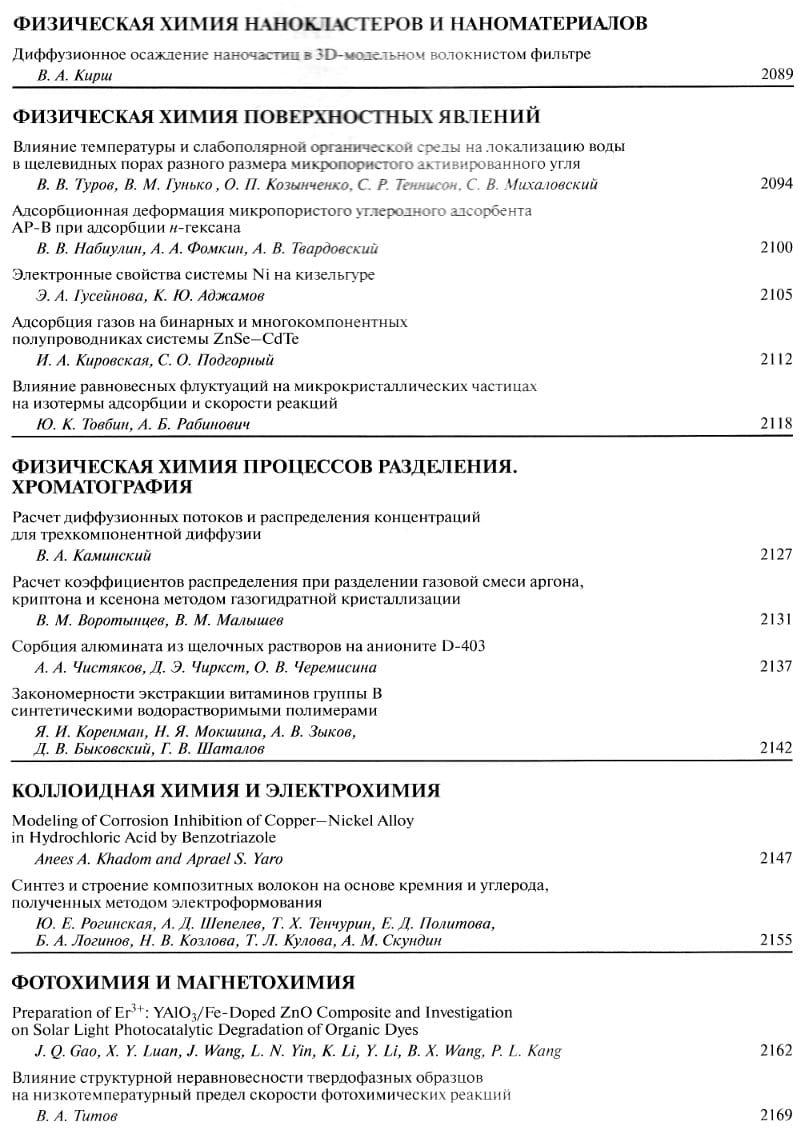 ФИЗИЧЕСКАЯ ХИМИЯ НАНОКЛАСТЕРОВ И НАНОМАТЕРИАЛОВ
Диффузионное осаждение наночастиц в 3D-модельном волокнистом фильтре
В. А. Кирш 2089
ФИЗИЧЕСКАЯ ХИМИЯ ПОВЕРХНОСТНЫХ ЯВЛЕНИЙ
Влияние температуры и слабополярной органической среды на локализацию воды
в щелевидных порах разного размера микропористого активированного угля
В. В. Туров, В. М. Гунько, О. П. Козынченко, С. Р. Теннисон, С. В. Михаловский 2094
Адсорбционная деформация микропористого углеродного адсорбента
АР-В при адсорбции н-гексана
В. В. Набиулин, А. А. Фомкин, А. В. Твардовский 2100
Электронные свойства системы Ni на кизельгуре
Э. А. Гусейнова, К. Ю. Аджамов 2105
Адсорбция газов на бинарных и многокомпонентных
полупроводниках системы ZnSe–CdTe
И. А. Кировская, С. О. Подгорный 2112
Влияние равновесных флуктуаций на микрокристаллических частицах
на изотермы адсорбции и скорости реакций
Ю. К. Товбин, А. Б. Рабинович 2118
ФИЗИЧЕСКАЯ ХИМИЯ ПРОЦЕССОВ РАЗДЕЛЕНИЯ.
ХРОМАТОГРАФИЯ
Расчет диффузионных потоков и распределения концентраций
для трехкомпонентной диффузии
В. А. Каминский 2127
Расчет коэффициентов распределения при разделении газовой смеси аргона,
криптона и ксенона методом газогидратной кристаллизации
В. М. Воротынцев, В. М. Малышев 2131
Сорбция алюмината из щелочных растворов на анионите D-403
А. А. Чистяков, Д. Э. Чиркст, О. В. Черемисина 2137
Закономерности экстракции витаминов группы В
синтетическими водорастворимыми полимерами
Я. И. Коренман, Н. Я. Мокшина, А. В. Зыков,
Д. В. Быковский, Г. В. Шаталов 2142
КОЛЛОИДНАЯ ХИМИЯ И ЭЛЕКТРОХИМИЯ
Modeling of Corrosion Inhibition of Copper–Nickel Alloy
in Hydrochloric Acid by Benzotriazole
Anees A. Khadom and Aprael S. Yaro 2147
Синтез и строение композитных волокон на основе кремния и углерода,
полученных методом электроформования
Ю. Е. Рогинская, А. Д. Шепелев, Т. Х. Тенчурин, Е. Д. Политова,
Б. А. Логинов, Н. В. Козлова, Т. Л. Кулова, А. М. Скундин 2155
ФОТОХИМИЯ И МАГНЕТОХИМИЯ
Preparation of Er³⁺: YAlO₃/Fe-Doped ZnO Composite and Investigation
on Solar Light Photocatalytic Degradation of Organic Dyes
J. Q. Gao, X. Y. Luan, J. Wang, L. N. Yin, K. Li, Y. Li, B. X. Wang, P. L. Kang 2162
Влияние структурной неравновесности твердофазных образцов
на низкотемпературный предел скорости фотохимических реакций
В. А. Титов 2169